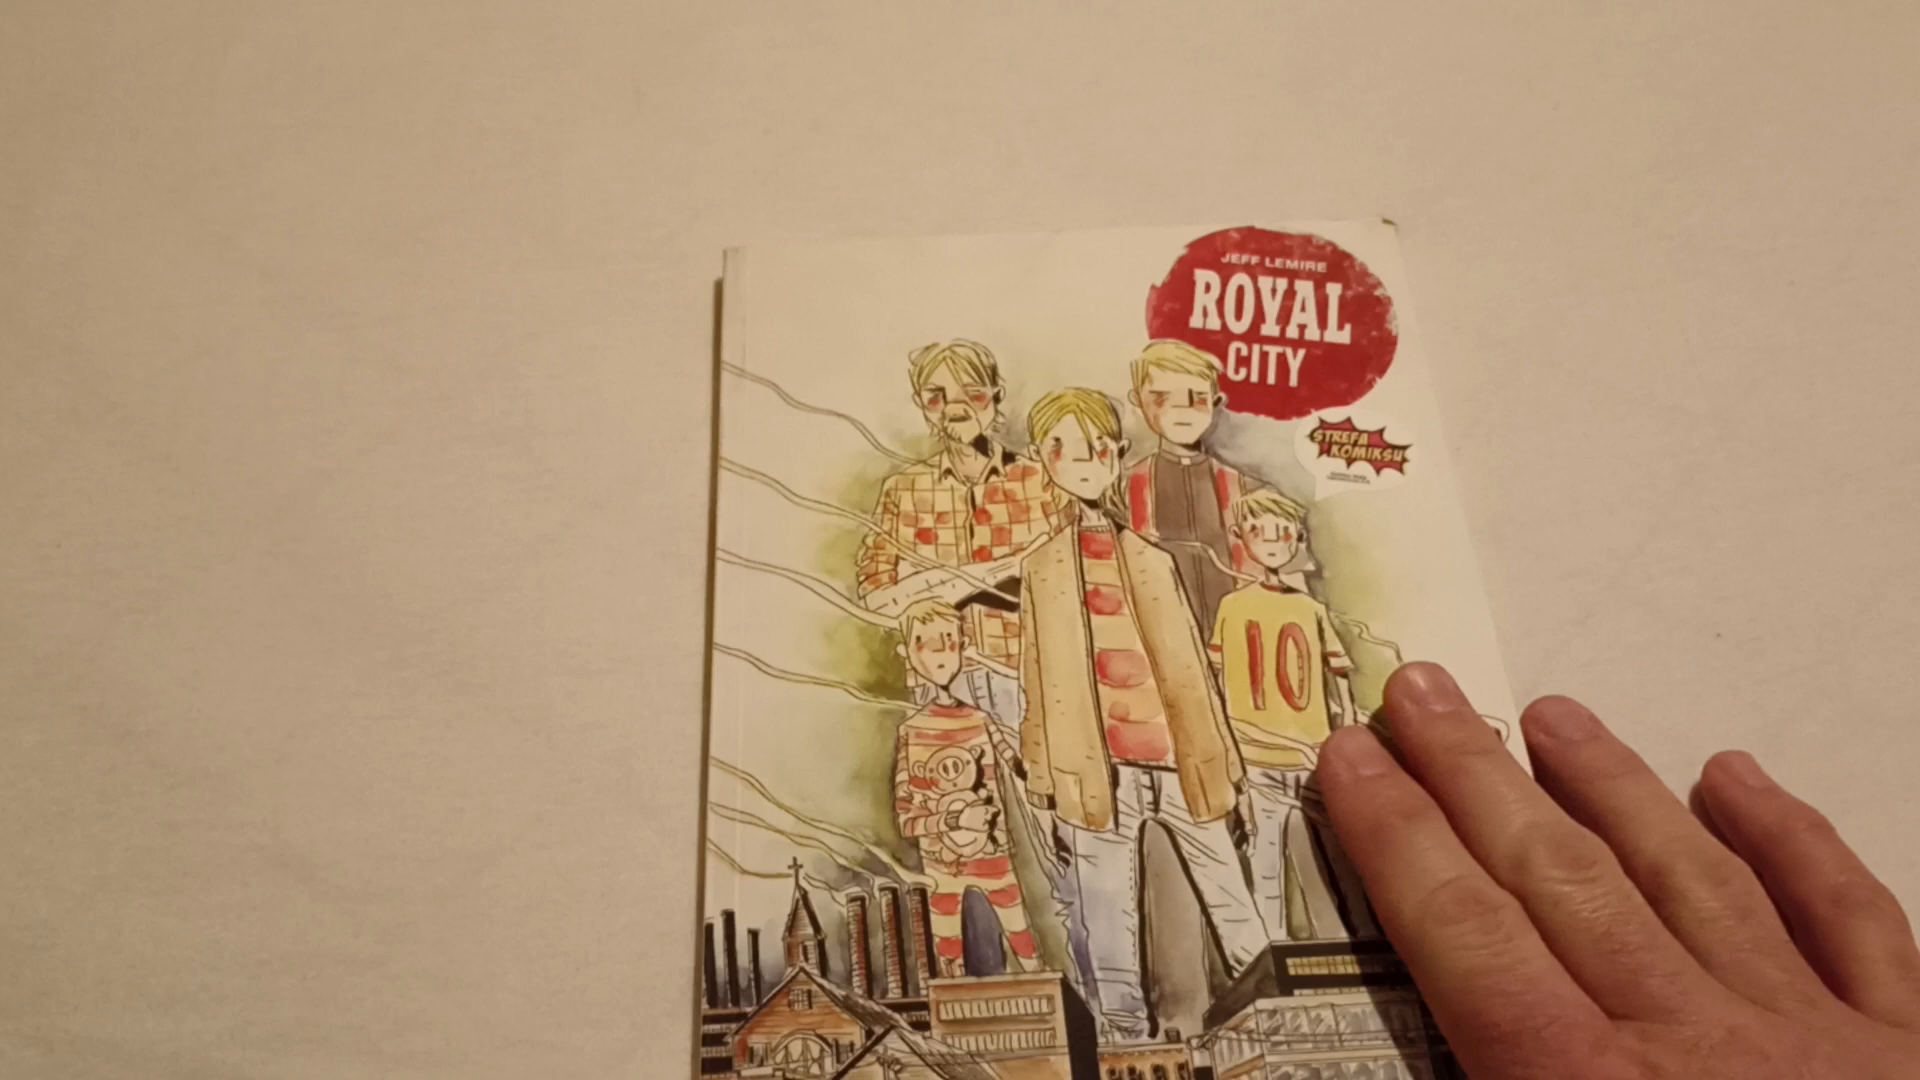 JEFF LEMIRE
ROYAL
CITY
STREFA
KOMIKSU
10